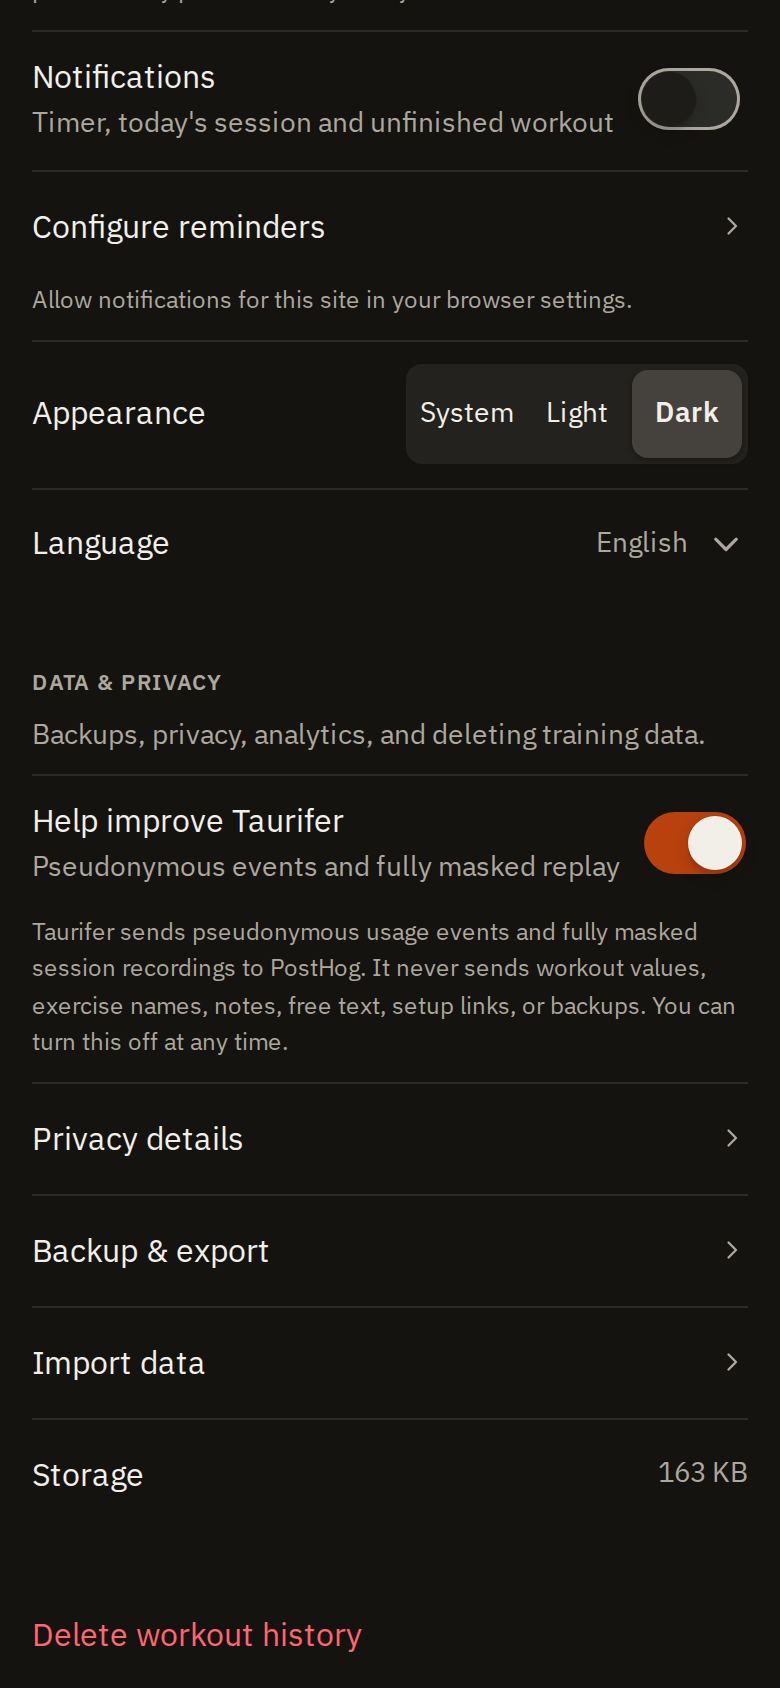 Notifications
Timer, today's session and unfinished workout
Configure reminders
Allow notifications for this site in your browser settings.
Appearance
System Light Dark
Language English
DATA & PRIVACY
Backups, privacy, analytics, and deleting training data.
Help improve Taurifer
Pseudonymous events and fully masked replay
Taurifer sends pseudonymous usage events and fully masked
session recordings to PostHog. It never sends workout values,
exercise names, notes, free text, setup links, or backups. You can
turn this off at any time.
Privacy details
Backup & export
Import data
Storage 163 KB
Delete workout history